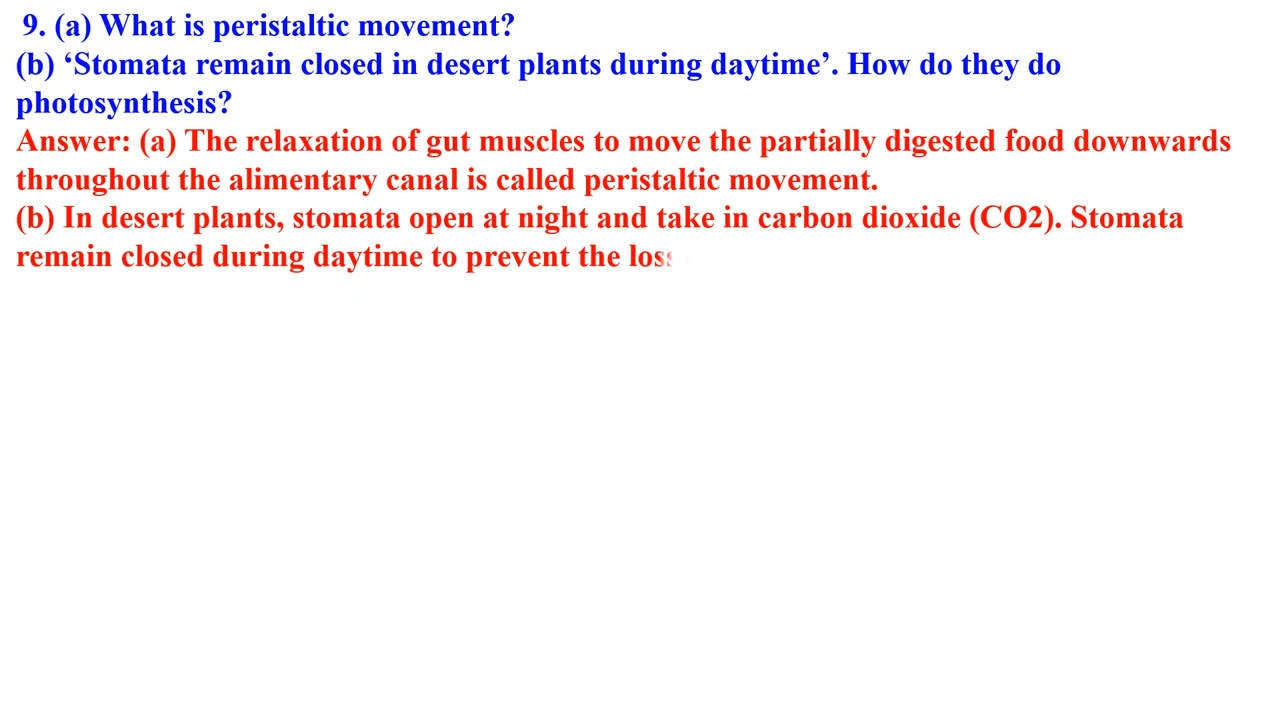 9. (a) What is peristaltic movement?
(b) ‘Stomata remain closed in desert plants during daytime’. How do they do
photosynthesis?
Answer: (a) The relaxation of gut muscles to move the partially digested food downwards
throughout the alimentary canal is called peristaltic movement.
(b) In desert plants, stomata open at night and take in carbon dioxide (CO2). Stomata
remain closed during daytime to prevent the loss